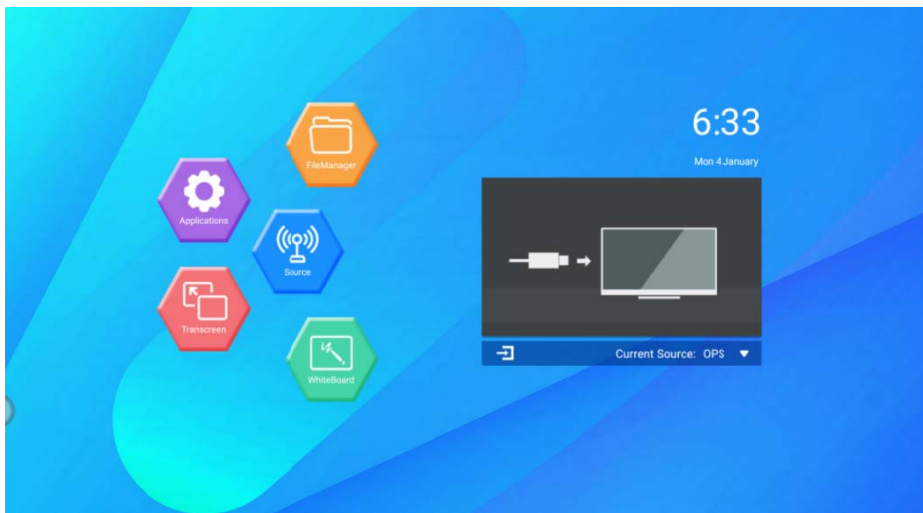 FileManager
Applications
Source
Transcreen
WhiteBoard
6:33
Mon 4 January
Current Source: OPS